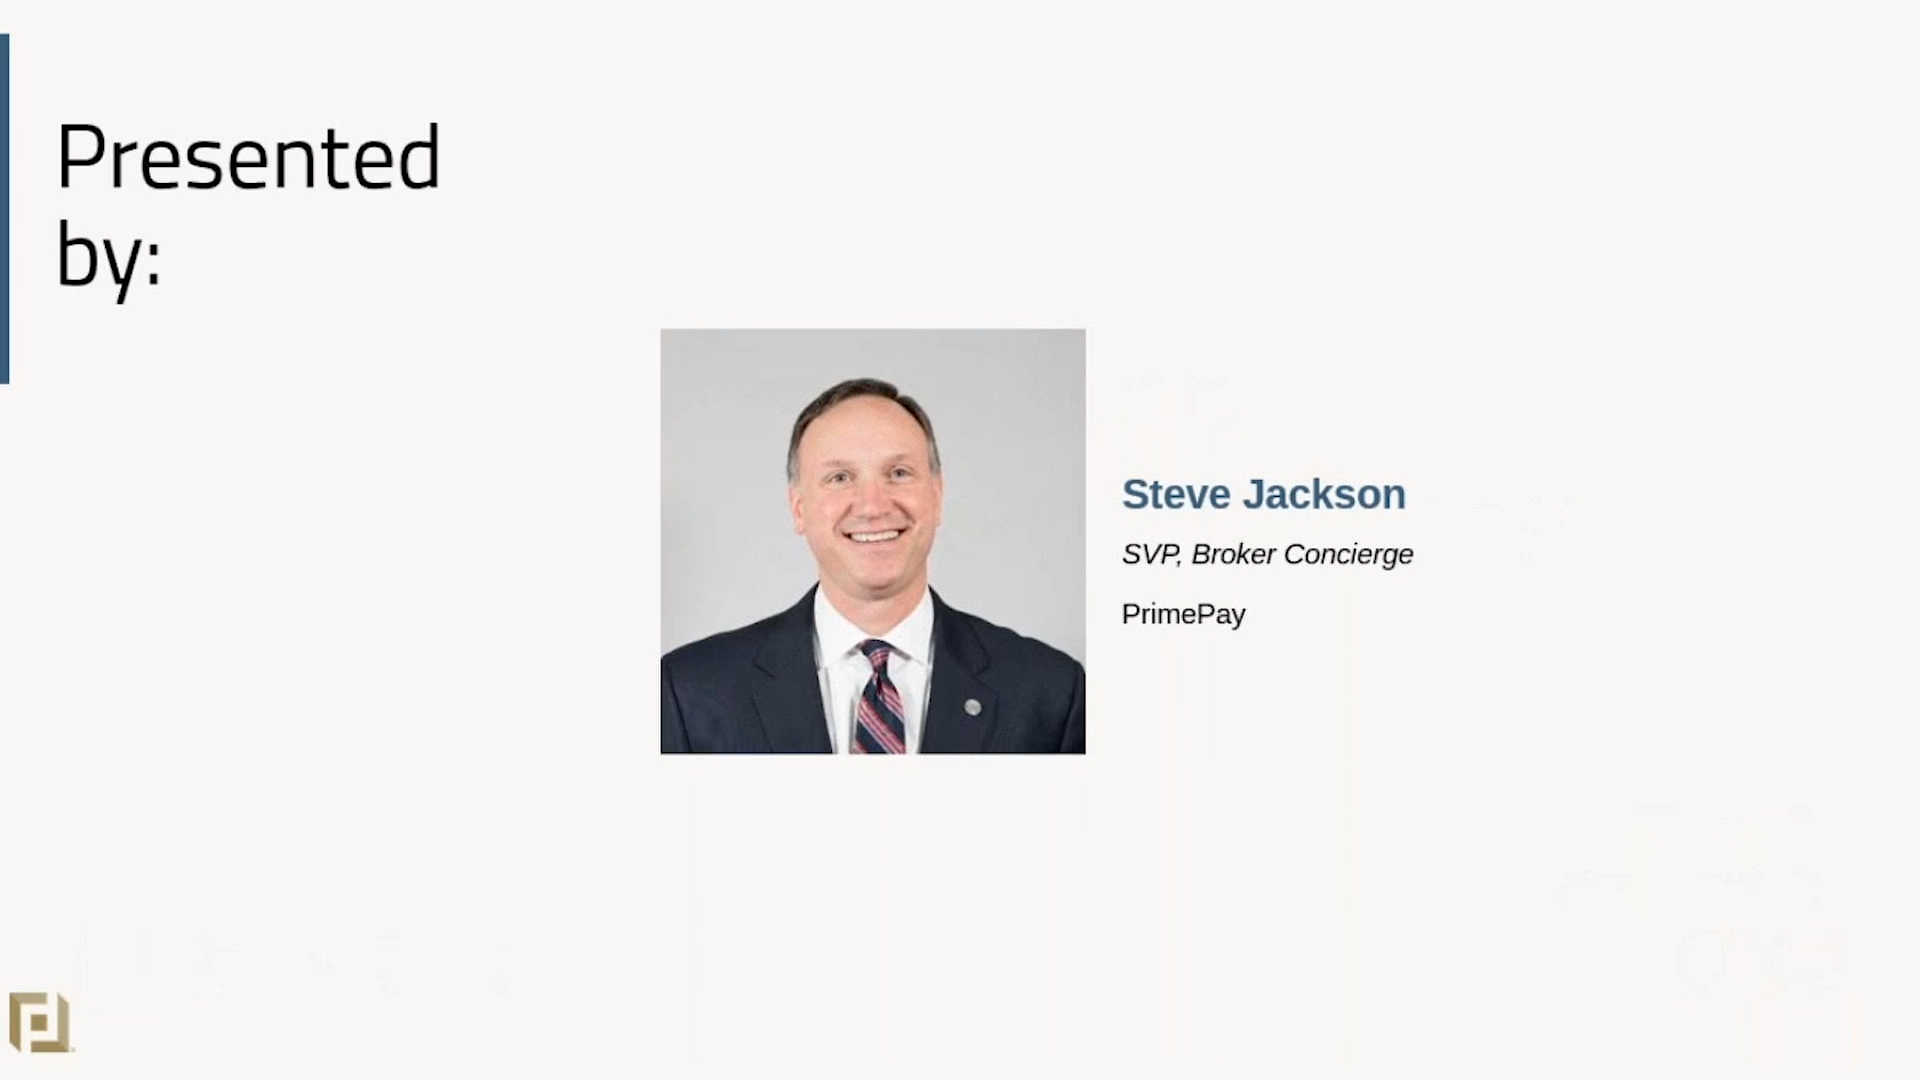 Presented
by:
Steve Jackson
SVP, Broker Concierge
PrimePay